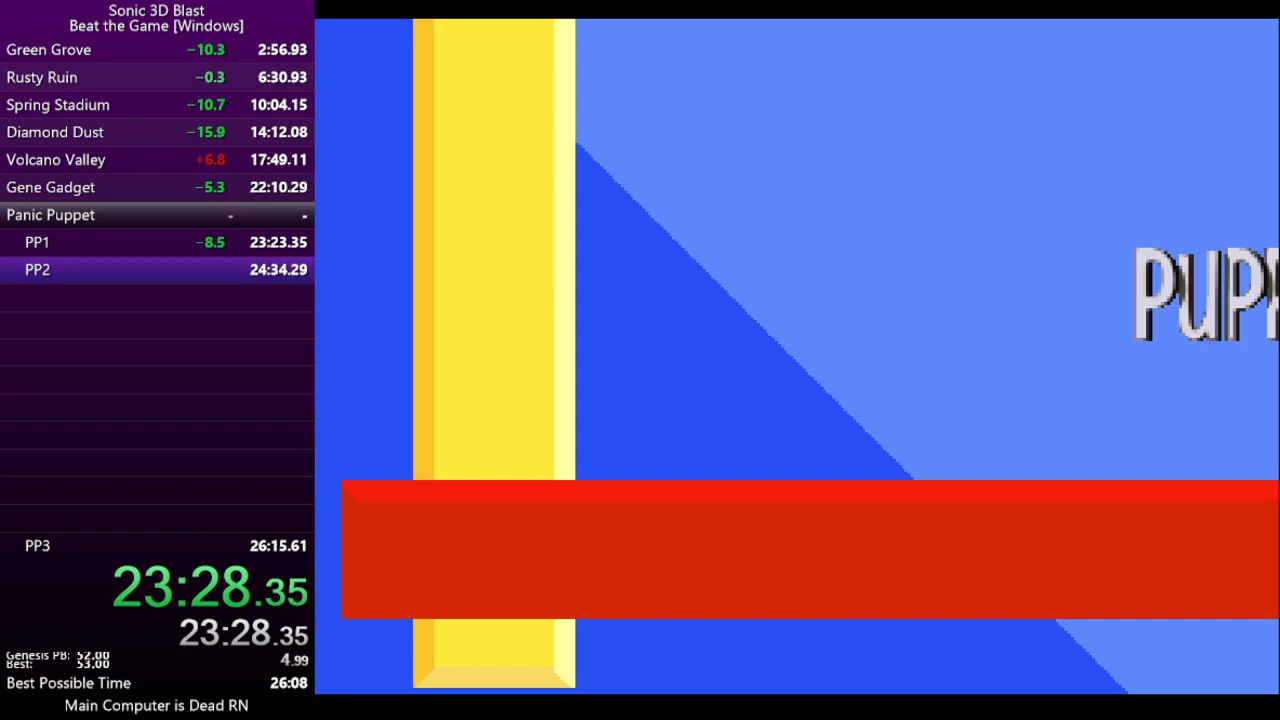 Sonic 3D Blast
Beat the Game [Windows]
Green Grove −10.3 2:56.93
Rusty Ruin −0.3 6:30.93
Spring Stadium −10.7 10:04.15
Diamond Dust −15.9 14:12.08
Volcano Valley +6.8 17:49.11
Gene Gadget −5.3 22:10.29
Panic Puppet - -
PP1 −8.5 23:23.35
PP2 24:34.29
PP3 26:15.61
23:28.35
23:28.35
Genesis PB: 52.00
Best: 53.00 4.99
Best Possible Time 26:08
Main Computer is Dead RN
PUPP